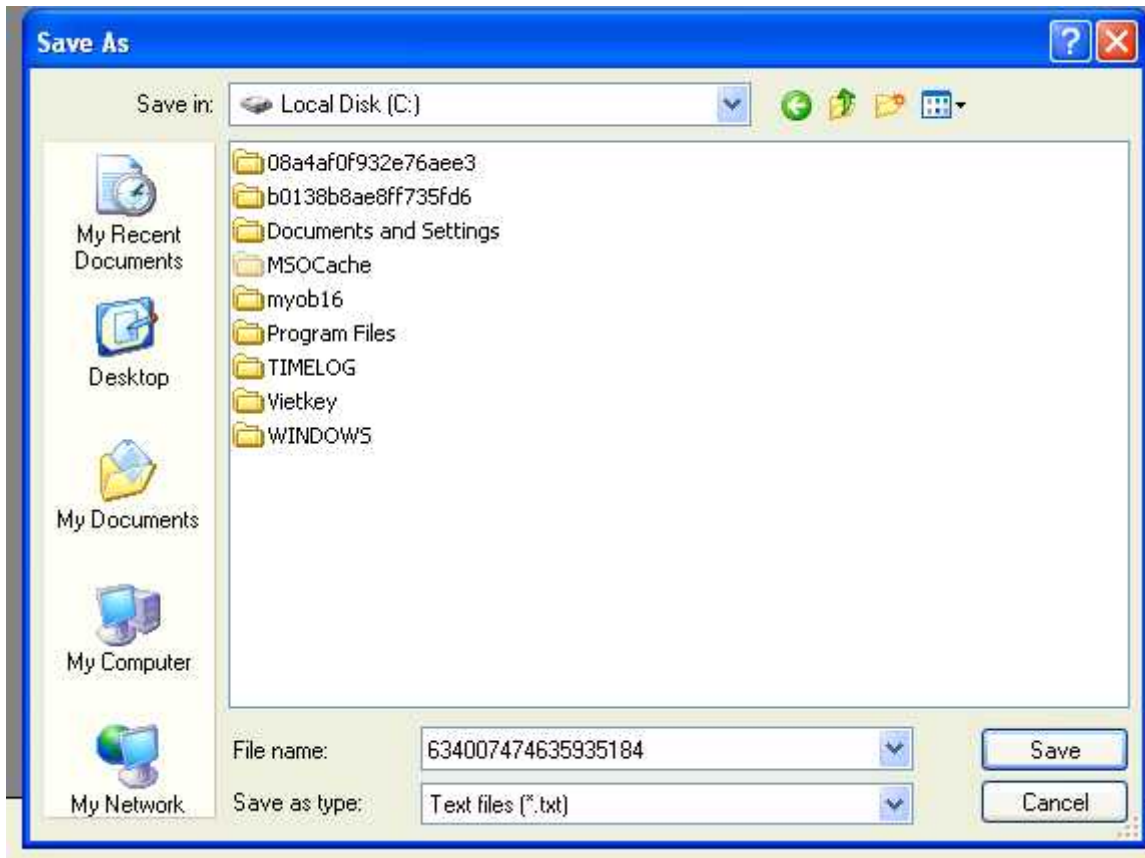 Save As
Save in:
Local Disk (C:)
My Recent
Documents
Desktop
My Documents
My Computer
My Network
08a4af0f932e76aee3
b0138b8ae8ff735fd6
Documents and Settings
MSOCache
myob16
Program Files
TIMELOG
Vietkey
WINDOWS
File name:
634007474635935184
Save
Save as type:
Text files (*.txt)
Cancel